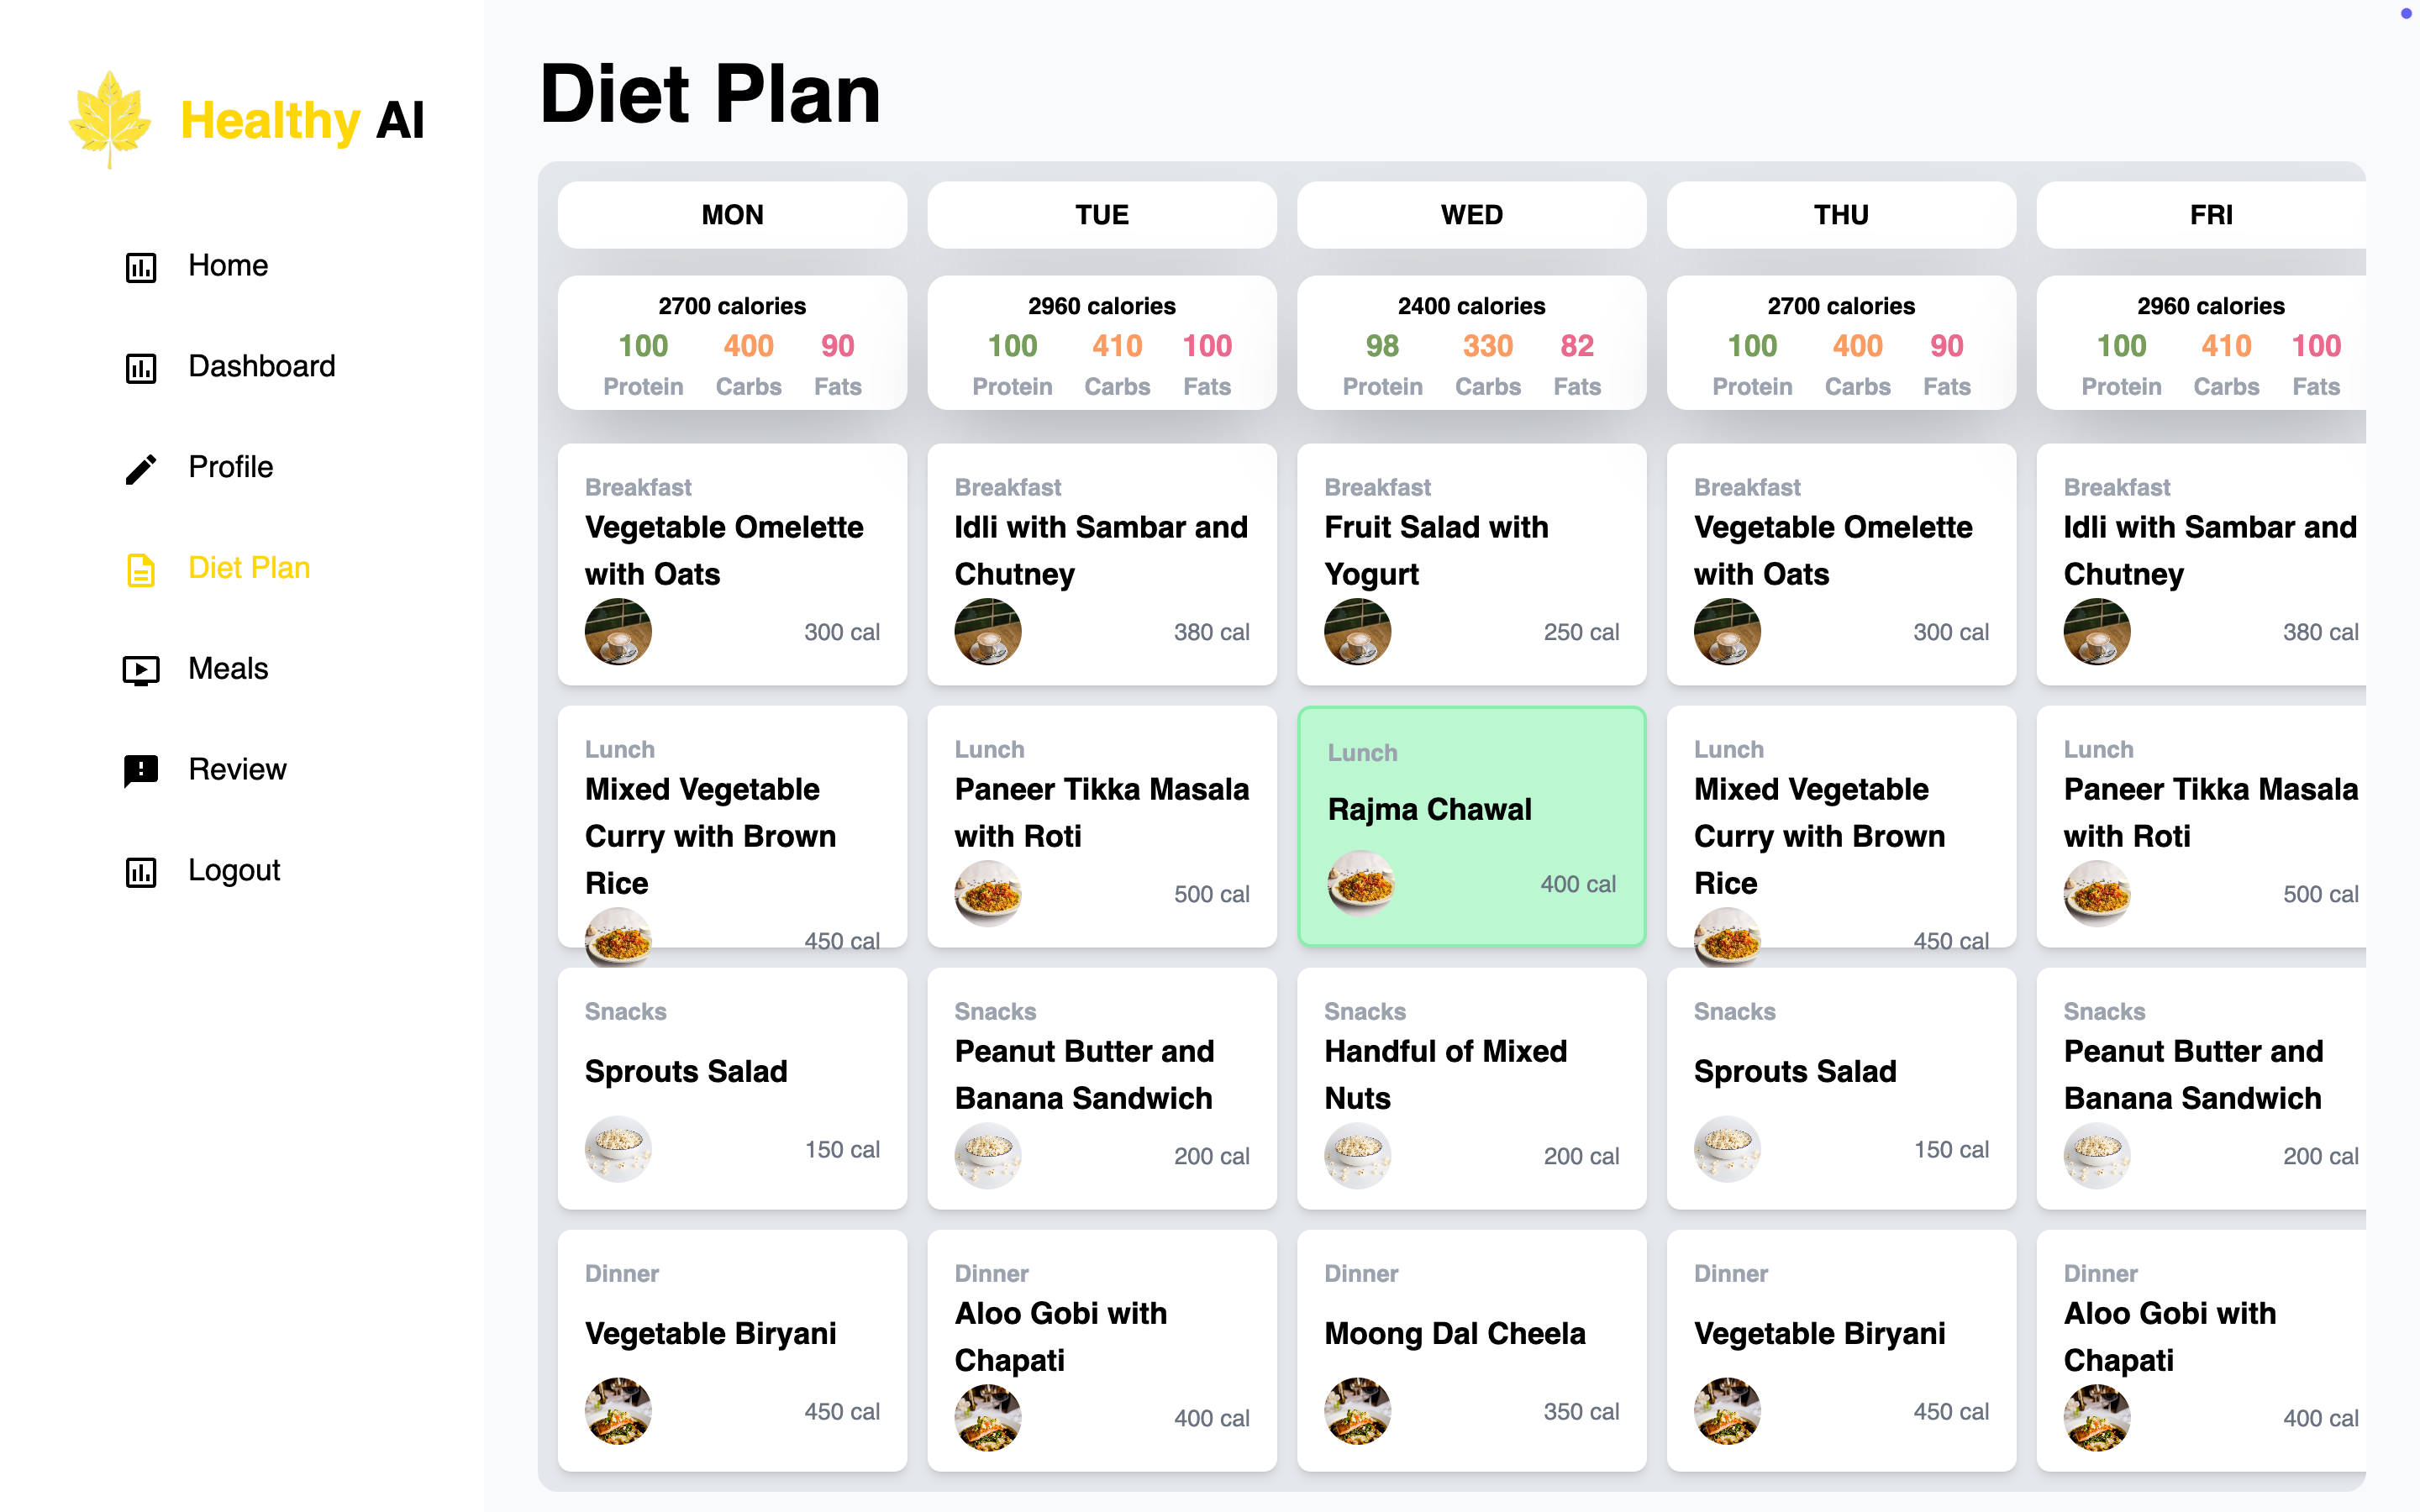 Healthy AI
Home
Dashboard
Profile
Diet Plan
Meals
Review
Logout
Diet Plan
MON
TUE
WED
THU
FRI
2700 calories
100 400 90
Protein Carbs Fats
2960 calories
100 410 100
Protein Carbs Fats
2400 calories
98 330 82
Protein Carbs Fats
2700 calories
100 400 90
Protein Carbs Fats
2960 calories
100 410 100
Protein Carbs Fats
Breakfast
Vegetable Omelette
with Oats
300 cal
Breakfast
Idli with Sambar and
Chutney
380 cal
Breakfast
Fruit Salad with
Yogurt
250 cal
Breakfast
Vegetable Omelette
with Oats
300 cal
Breakfast
Idli with Sambar and
Chutney
380 cal
Lunch
Mixed Vegetable
Curry with Brown
Rice
450 cal
Lunch
Paneer Tikka Masala
with Roti
500 cal
Lunch
Rajma Chawal
400 cal
Lunch
Mixed Vegetable
Curry with Brown
Rice
450 cal
Lunch
Paneer Tikka Masala
with Roti
500 cal
Snacks
Sprouts Salad
150 cal
Snacks
Peanut Butter and
Banana Sandwich
200 cal
Snacks
Handful of Mixed
Nuts
200 cal
Snacks
Sprouts Salad
150 cal
Snacks
Peanut Butter and
Banana Sandwich
200 cal
Dinner
Vegetable Biryani
450 cal
Dinner
Aloo Gobi with
Chapati
400 cal
Dinner
Moong Dal Cheela
350 cal
Dinner
Vegetable Biryani
450 cal
Dinner
Aloo Gobi with
Chapati
400 cal